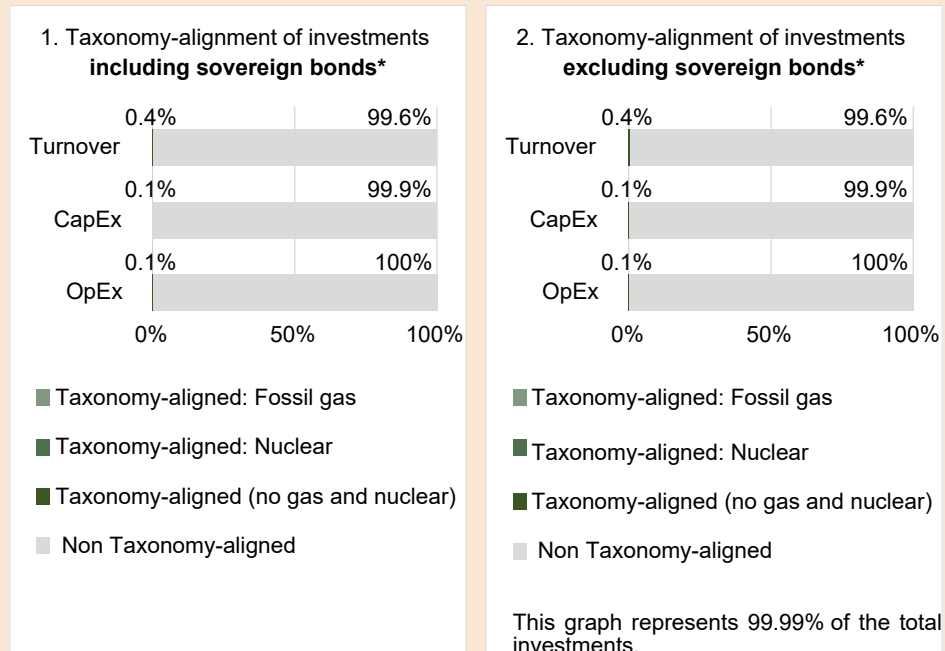 1. Taxonomy-alignment of investments
including sovereign bonds*
0.4% 99.6%
Turnover
0.1% 99.9%
CapEx
0.1% 100%
OpEx
0% 50% 100%
Taxonomy-aligned: Fossil gas
Taxonomy-aligned: Nuclear
Taxonomy-aligned (no gas and nuclear)
Non Taxonomy-aligned
2. Taxonomy-alignment of investments
excluding sovereign bonds*
0.4% 99.6%
Turnover
0.1% 99.9%
CapEx
0.1% 100%
OpEx
0% 50% 100%
Taxonomy-aligned: Fossil gas
Taxonomy-aligned: Nuclear
Taxonomy-aligned (no gas and nuclear)
Non Taxonomy-aligned
This graph represents 99.99% of the total
investments.